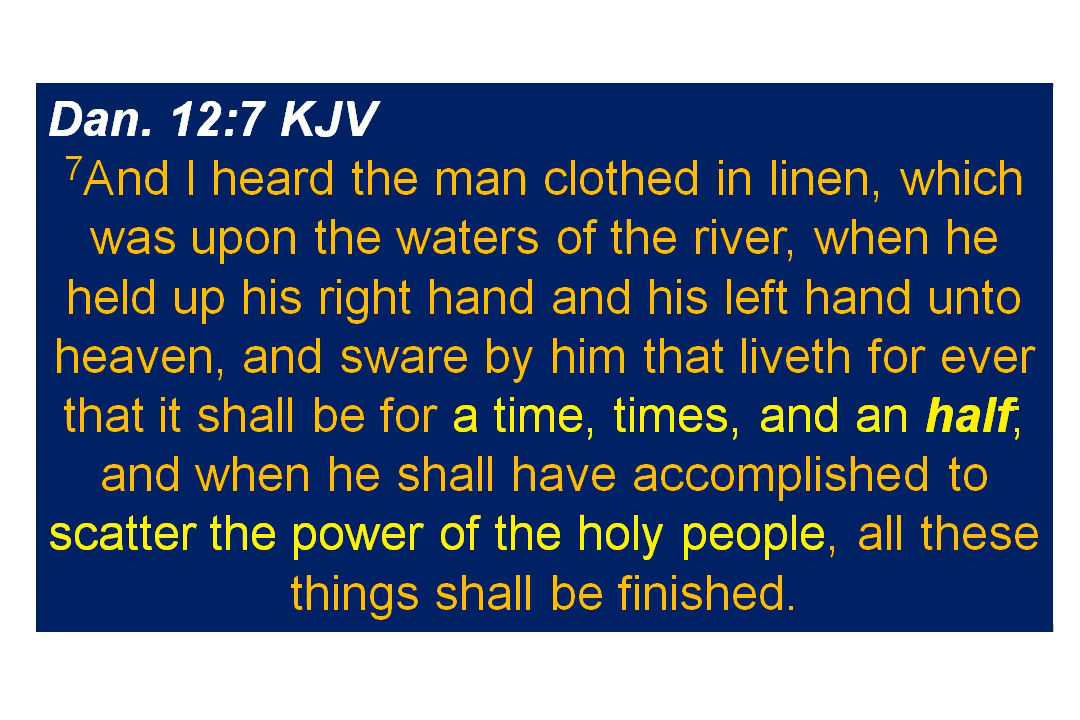 Dan. 12:7 KJV
7And I heard the man clothed in linen, which
was upon the waters of the river, when he
held up his right hand and his left hand unto
heaven, and sware by him that liveth for ever
that it shall be for a time, times, and an half;
and when he shall have accomplished to
scatter the power of the holy people, all these
things shall be finished.